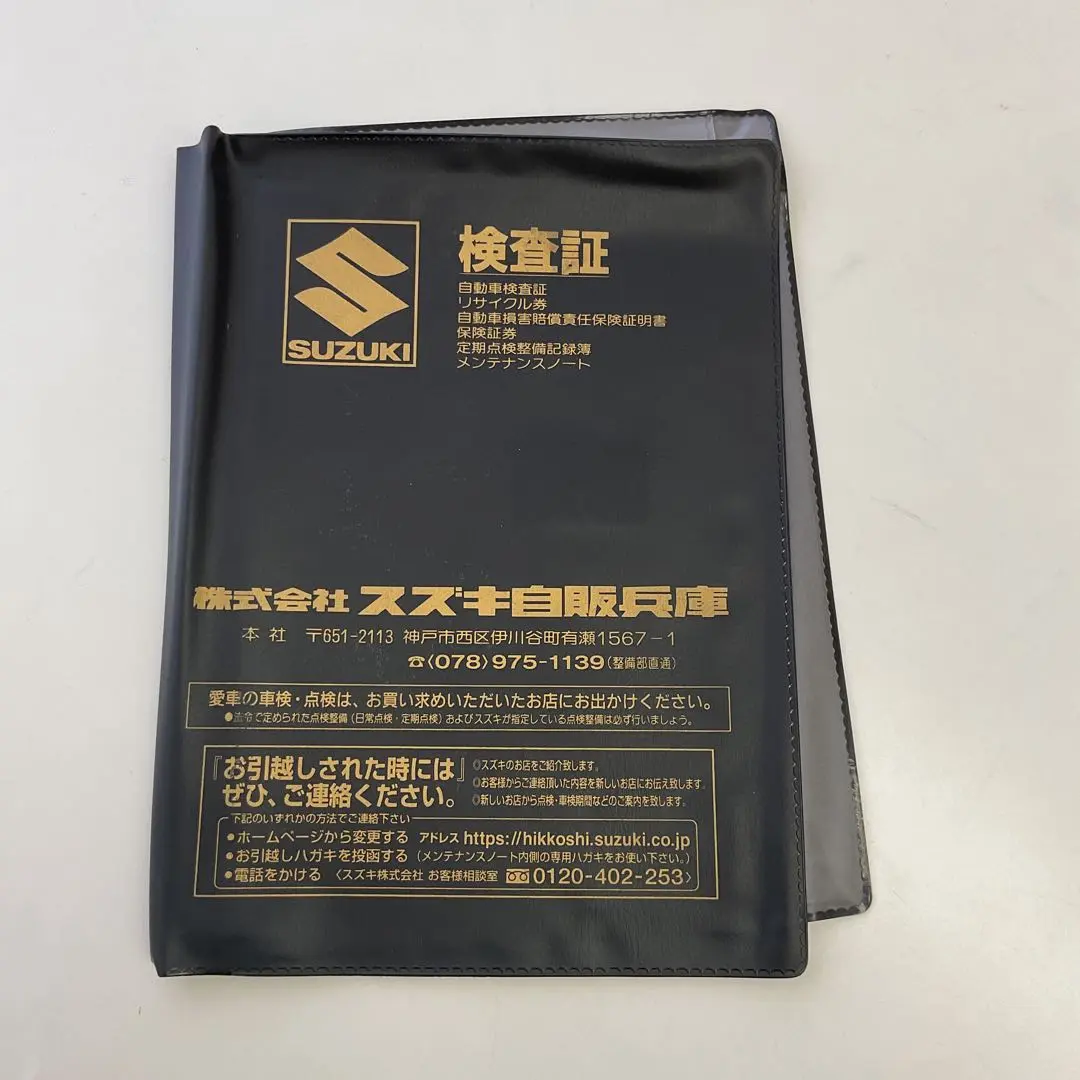 SUZUKI
検査証
自動車検査証
リサイクル券
自動車損害賠償責任保険証明書
保険証券
定期点検整備記録簿
メンテナンスノート
株式会社 スズキ自販兵庫
本社 〒651-2113 神戸市西区伊川谷町有瀬1567-1
☎〈078〉975-1139(整備部直通)
愛車の車検・点検は、お買い求めいただいたお店にお出かけください。
●法令で定められた点検整備(日常点検・定期点検)およびスズキが指定している点検整備は必ず行いましょう。
『お引越しされた時には』
ぜひ、ご連絡ください。
◎スズキのお店をご紹介致します。
◎お客様からご連絡頂いた内容を新しいお店にお伝え致します。
◎新しいお店から点検・車検期間などのご案内を致します。
下記のいずれかの方法でご連絡下さい
●ホームページから変更する アドレス https://hikkoshi.suzuki.co.jp
●お引越しハガキを投函する(メンテナンスノート内側の専用ハガキをお使い下さい。)
●電話をかける 〈スズキ株式会社 お客様相談室 0120-402-253〉